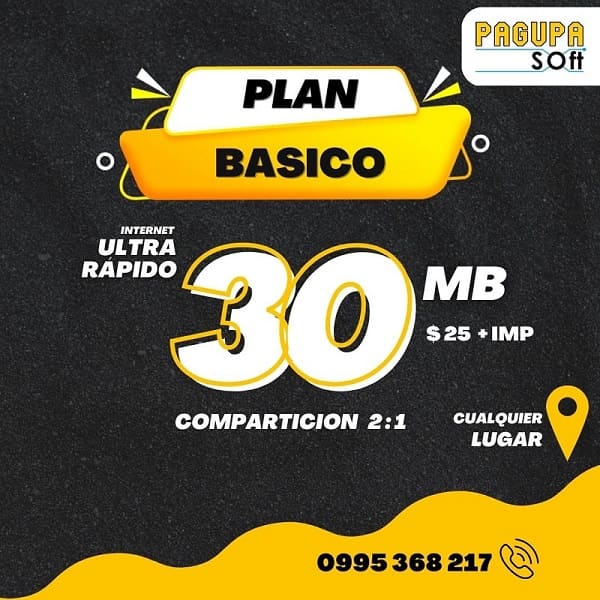 PAGUPA
SOft
PLAN
BASICO
INTERNET
ULTRA
RÁPIDO
30
MB
$ 25 + IMP
COMPARTICION 2:1
CUALQUIER
LUGAR
0995 368 217